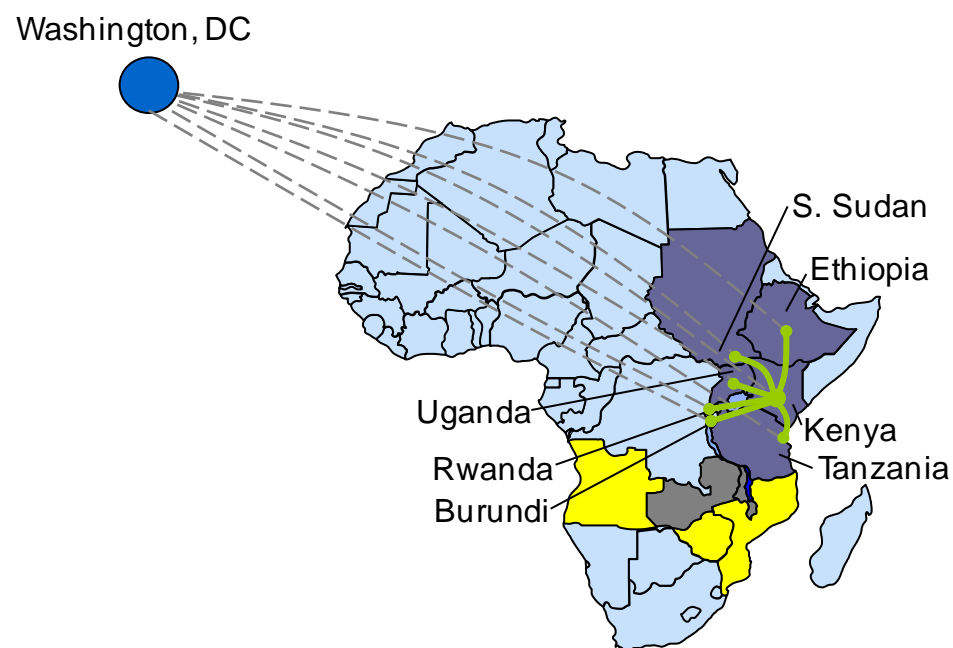 Washington, DC
S. Sudan
Ethiopia
Uganda
Kenya
Rwanda
Tanzania
Burundi